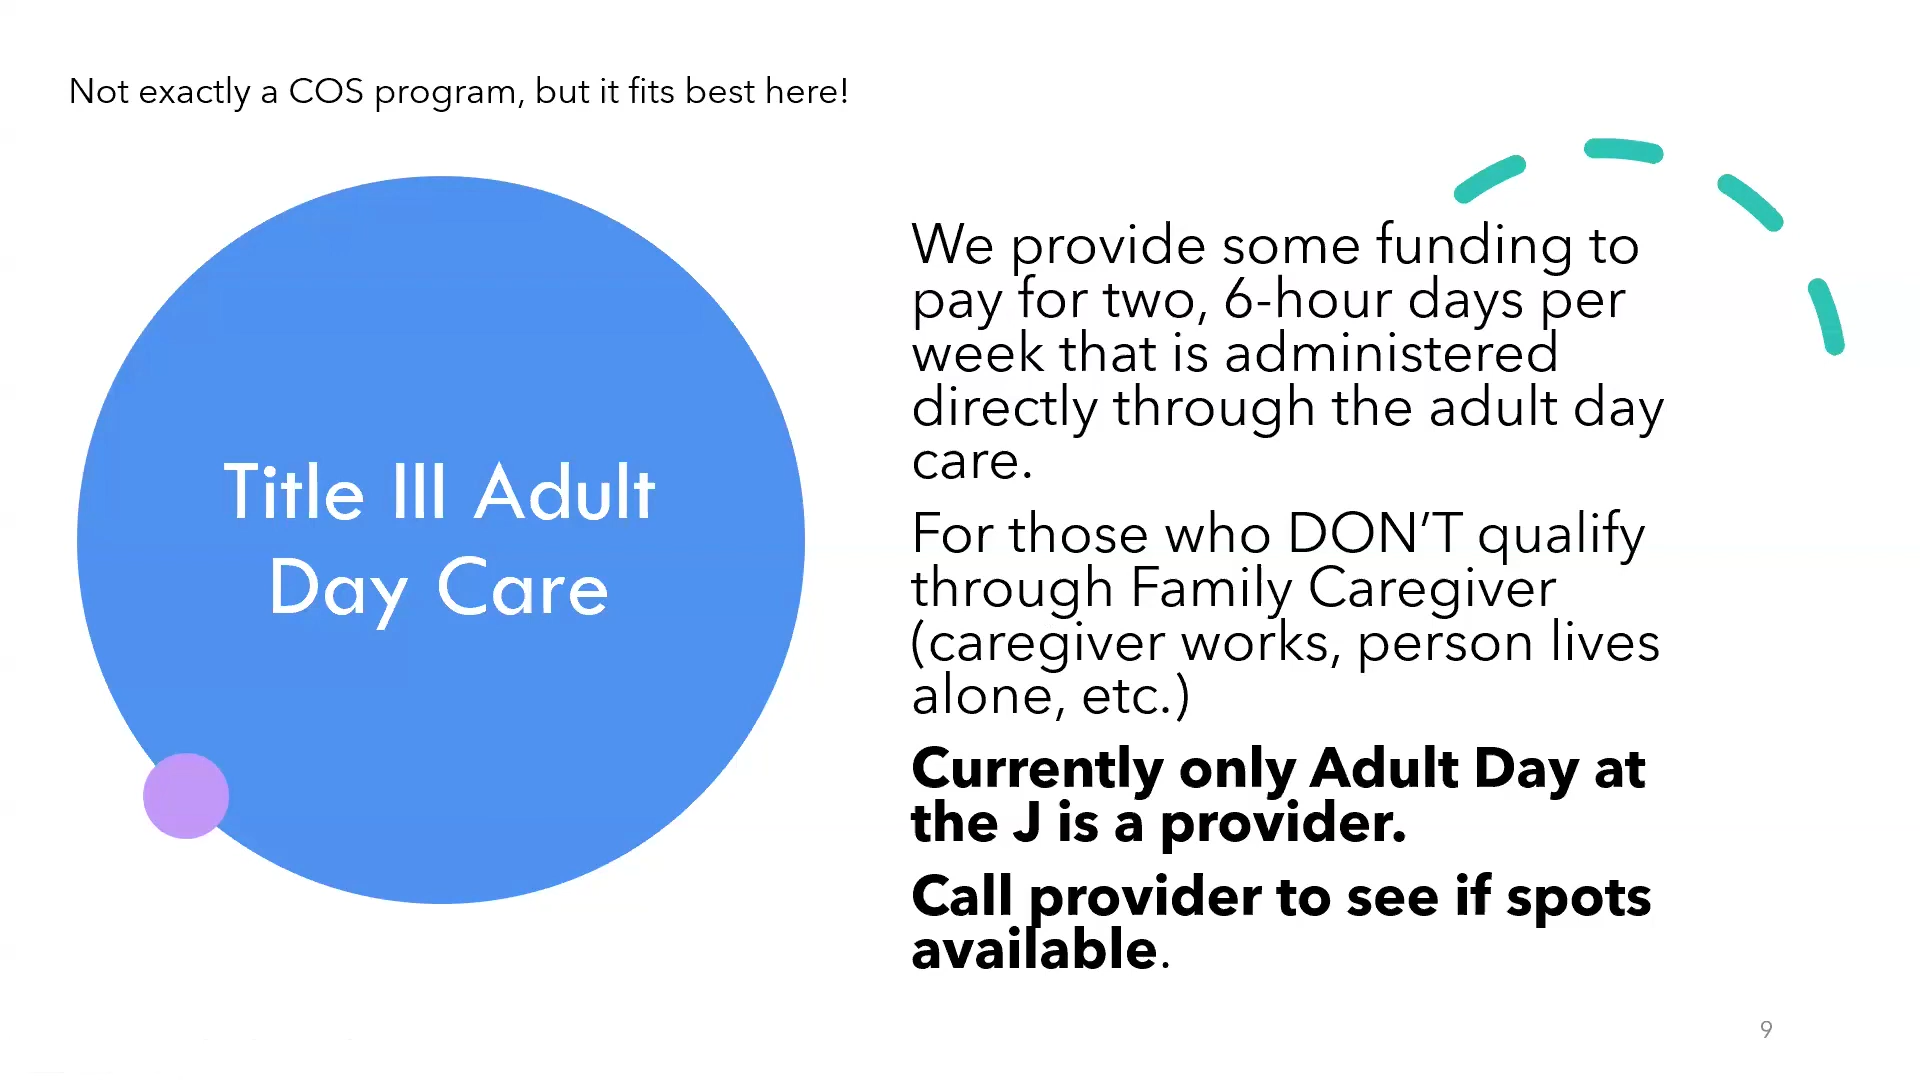 Not exactly a COS program, but it fits best here!
Title III Adult
Day Care
We provide some funding to
pay for two, 6-hour days per
week that is administered
directly through the adult day
care.
For those who DON’T qualify
through Family Caregiver
(caregiver works, person lives
alone, etc.)
Currently only Adult Day at
the J is a provider.
Call provider to see if spots
available.
9